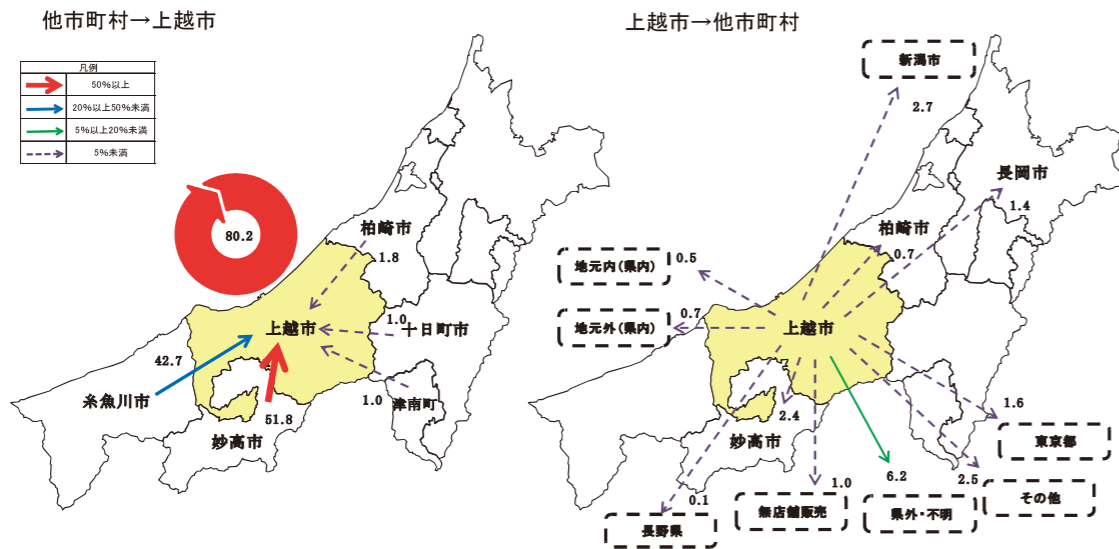 他市町村→上越市
凡例
50%以上
20%以上50%未満
5%以上20%未満
5%未満
80.2
柏崎市
1.8
上越市
1.0
十日町市
42.7
糸魚川市
1.0
津南町
51.8
妙高市
上越市→他市町村
新潟市
2.7
長岡市
1.4
柏崎市
0.7
地元内(県内)
0.5
地元外(県内)
0.7
上越市
2.4
妙高市
1.6
東京都
2.5
その他
6.2
県外・不明
1.0
無店舗販売
0.1
長野県